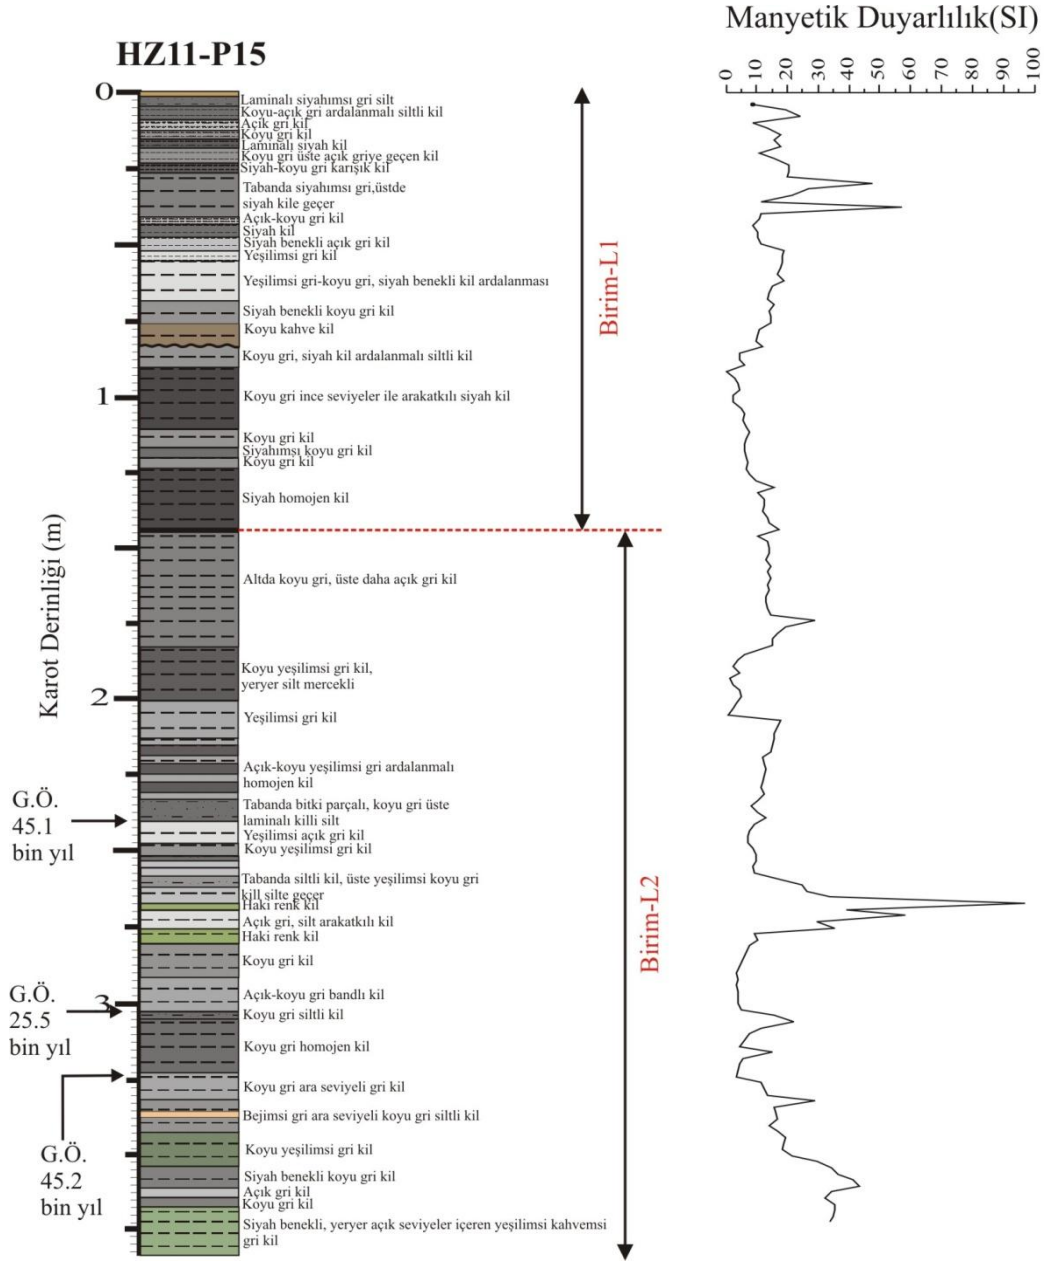 Manyetik Duyarlılık(SI)
HZ11-P15
0 10 20 30 40 50 60 70 80 90 100
0
Laminalı siyahımsı gri silt
Koyu-açık gri ardalanmalı siltli kil
Açik gri kil
Koyu gri kil
Laminalı siyah kil
Koyu gri üste açık griye geçen kil
Siyah-koyu gri karışık kil
Tabanda siyahımsı gri,üstde
siyah kile geçer
Açık-koyu gri kil
Siyah kil
Siyah benekli açık gri kil
Yeşilimsi gri kil
Yeşilimsi gri-koyu gri, siyah benekli kil ardalanması
Siyah benekli koyu gri kil
Koyu kahve kil
Koyu gri, siyah kil ardalanmalı siltli kil
1
Koyu gri ince seviyeler ile arakatkılı siyah kil
Koyu gri kil
Siyahımsı koyu gri kil
Koyu gri kil
Siyah homojen kil
Birim-L1
Karot Derinliği (m)
Altda koyu gri, üste daha açık gri kil
Koyu yeşilimsi gri kil,
yeryer silt mercekli
2
Yeşilimsi gri kil
Açık-koyu yeşilimsi gri ardalanmalı
homojen kil
G.Ö.
45.1
bin yıl
Tabanda bitki parçalı, koyu gri üste
laminalı killi silt
Yeşilimsi açık gri kil
Koyu yeşilimsi gri kil
Tabanda siltli kil, üste yeşilimsi koyu gri
kill silte geçer
Haki renk kil
Açık gri, silt arakatkılı kil
Haki renk kil
Birim-L2
Koyu gri kil
Açık-koyu gri bandlı kil
3
G.Ö.
25.5
bin yıl
Koyu gri siltli kil
Koyu gri homojen kil
Koyu gri ara seviyeli gri kil
Bejimsi gri ara seviyeli koyu gri siltli kil
G.Ö.
45.2
bin yıl
Koyu yeşilimsi gri kil
Siyah benekli koyu gri kil
Açık gri kil
Koyu gri kil
Siyah benekli, yeryer açık seviyeler içeren yeşilimsi kahvemsi
gri kil